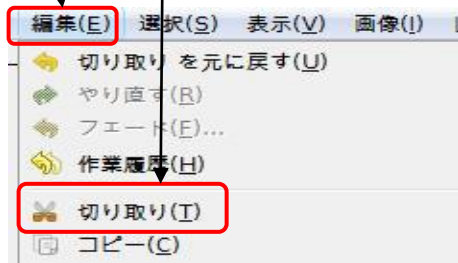 編集(E) 選択(S) 表示(V) 画像(I)
切り取り を元に戻す(U)
やり直す(R)
フェード(F)...
作業履歴(H)
切り取り(T)
コピー(C)